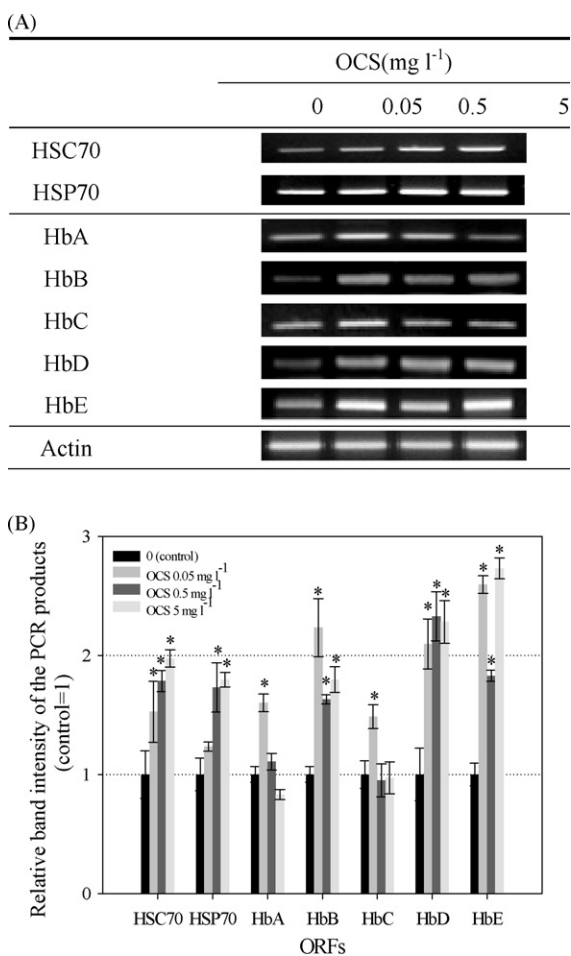 (A)
OCS(mg l-1)
0 0.05 0.5 5
HSC70
HSP70
HbA
HbB
HbC
HbD
HbE
Actin
(B)
Relative band intensity of the PCR products
(control=1)
3
2
1
0
0 (control)
OCS 0.05 mg l-1
OCS 0.5 mg l-1
OCS 5 mg l-1
* * * * * * * * * * * * * * * *
HSC70 HSP70 HbA HbB HbC HbD HbE
ORFs